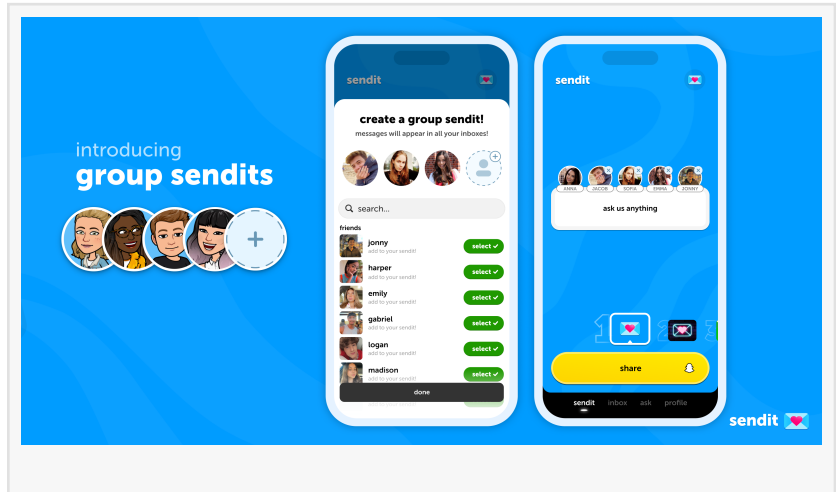 introducing
group sendits
sendit
create a group sendit!
messages will appear in all your inboxes!
search...
friends
jonny
add to your sendit!
select
harper
add to your sendit!
select
emily
add to your sendit!
select
gabriel
add to your sendit!
select
logan
add to your sendit!
select
madison
add to your sendit!
select
done
sendit
ANNA JACOB SOFIA EMMA JONNY
ask us anything
1 2
share
sendit inbox ask profile
sendit